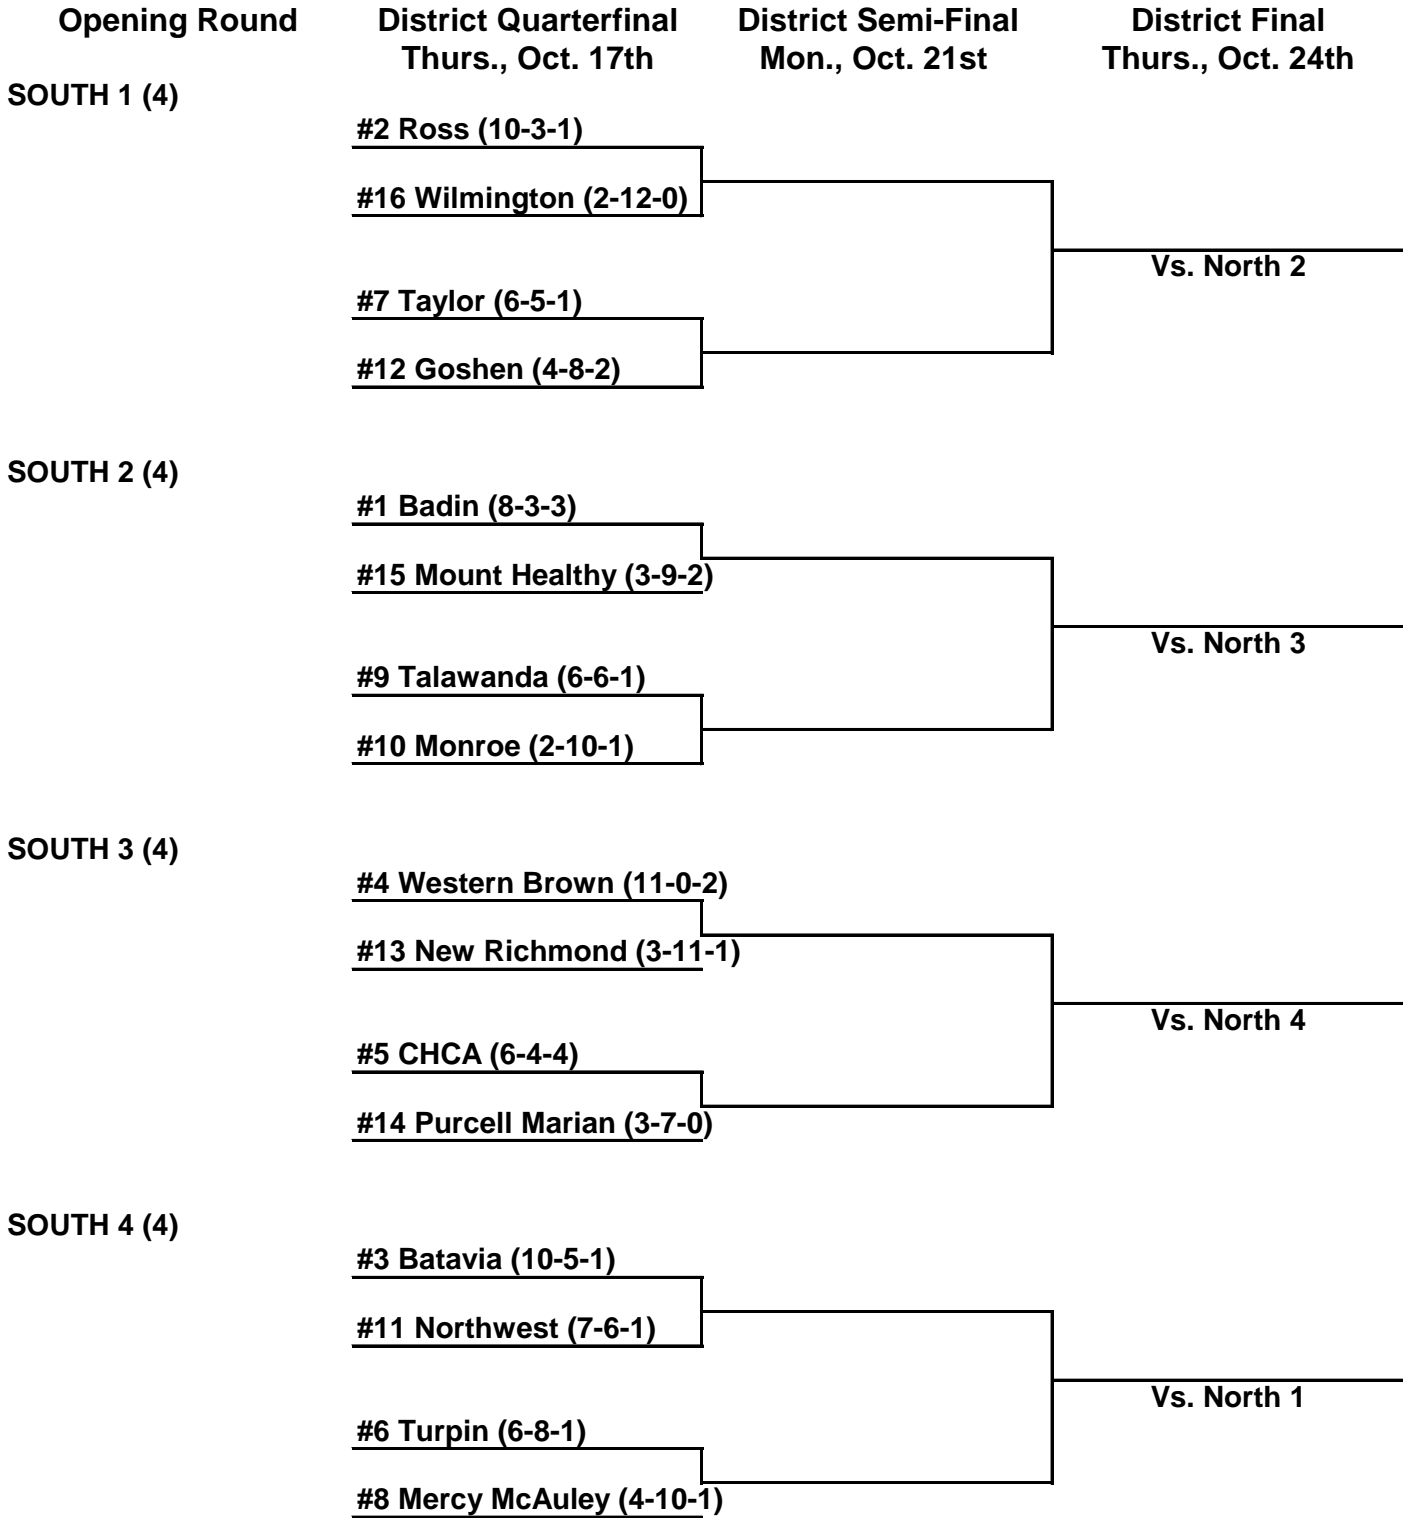 Opening Round District Quarterfinal District Semi-Final District Final
Thurs., Oct. 17th Mon., Oct. 21st Thurs., Oct. 24th
SOUTH 1 (4)
#2 Ross (10-3-1)
#16 Wilmington (2-12-0)
Vs. North 2
#7 Taylor (6-5-1)
#12 Goshen (4-8-2)
SOUTH 2 (4)
#1 Badin (8-3-3)
#15 Mount Healthy (3-9-2)
Vs. North 3
#9 Talawanda (6-6-1)
#10 Monroe (2-10-1)
SOUTH 3 (4)
#4 Western Brown (11-0-2)
#13 New Richmond (3-11-1)
Vs. North 4
#5 CHCA (6-4-4)
#14 Purcell Marian (3-7-0)
SOUTH 4 (4)
#3 Batavia (10-5-1)
#11 Northwest (7-6-1)
Vs. North 1
#6 Turpin (6-8-1)
#8 Mercy McAuley (4-10-1)